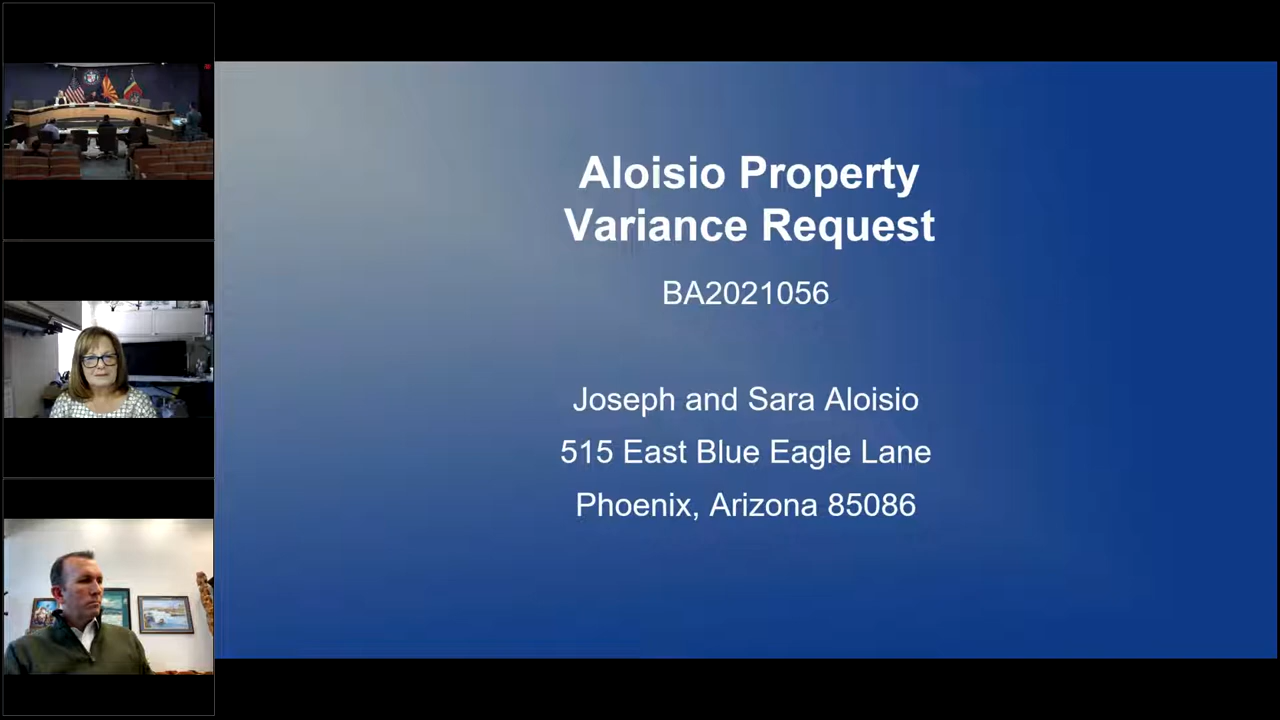 Aloisio Property
Variance Request
BA2021056
Joseph and Sara Aloisio
515 East Blue Eagle Lane
Phoenix, Arizona 85086